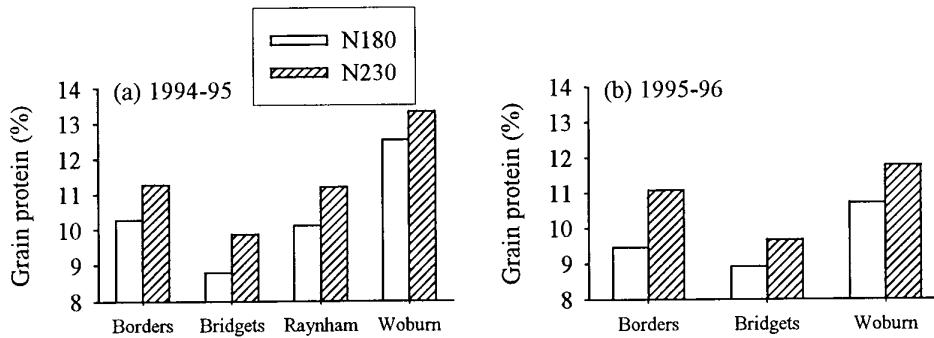 N180
N230
(a) 1994-95
Grain protein (%)
14
13
12
11
10
9
8
Borders Bridgets Raynham Woburn
(b) 1995-96
Grain protein (%)
14
13
12
11
10
9
8
Borders Bridgets Woburn